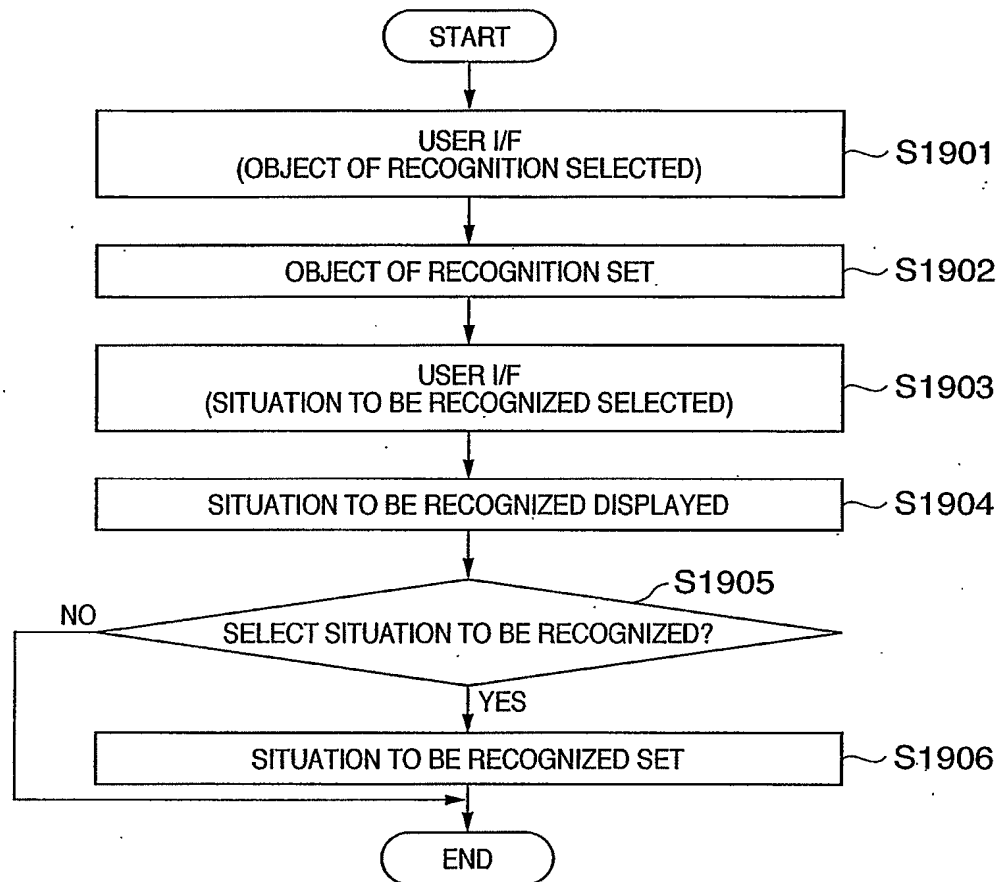 START
USER I/F
(OBJECT OF RECOGNITION SELECTED)
S1901
OBJECT OF RECOGNITION SET
S1902
USER I/F
(SITUATION TO BE RECOGNIZED SELECTED)
S1903
SITUATION TO BE RECOGNIZED DISPLAYED
S1904
S1905
NO
SELECT SITUATION TO BE RECOGNIZED?
YES
SITUATION TO BE RECOGNIZED SET
S1906
END